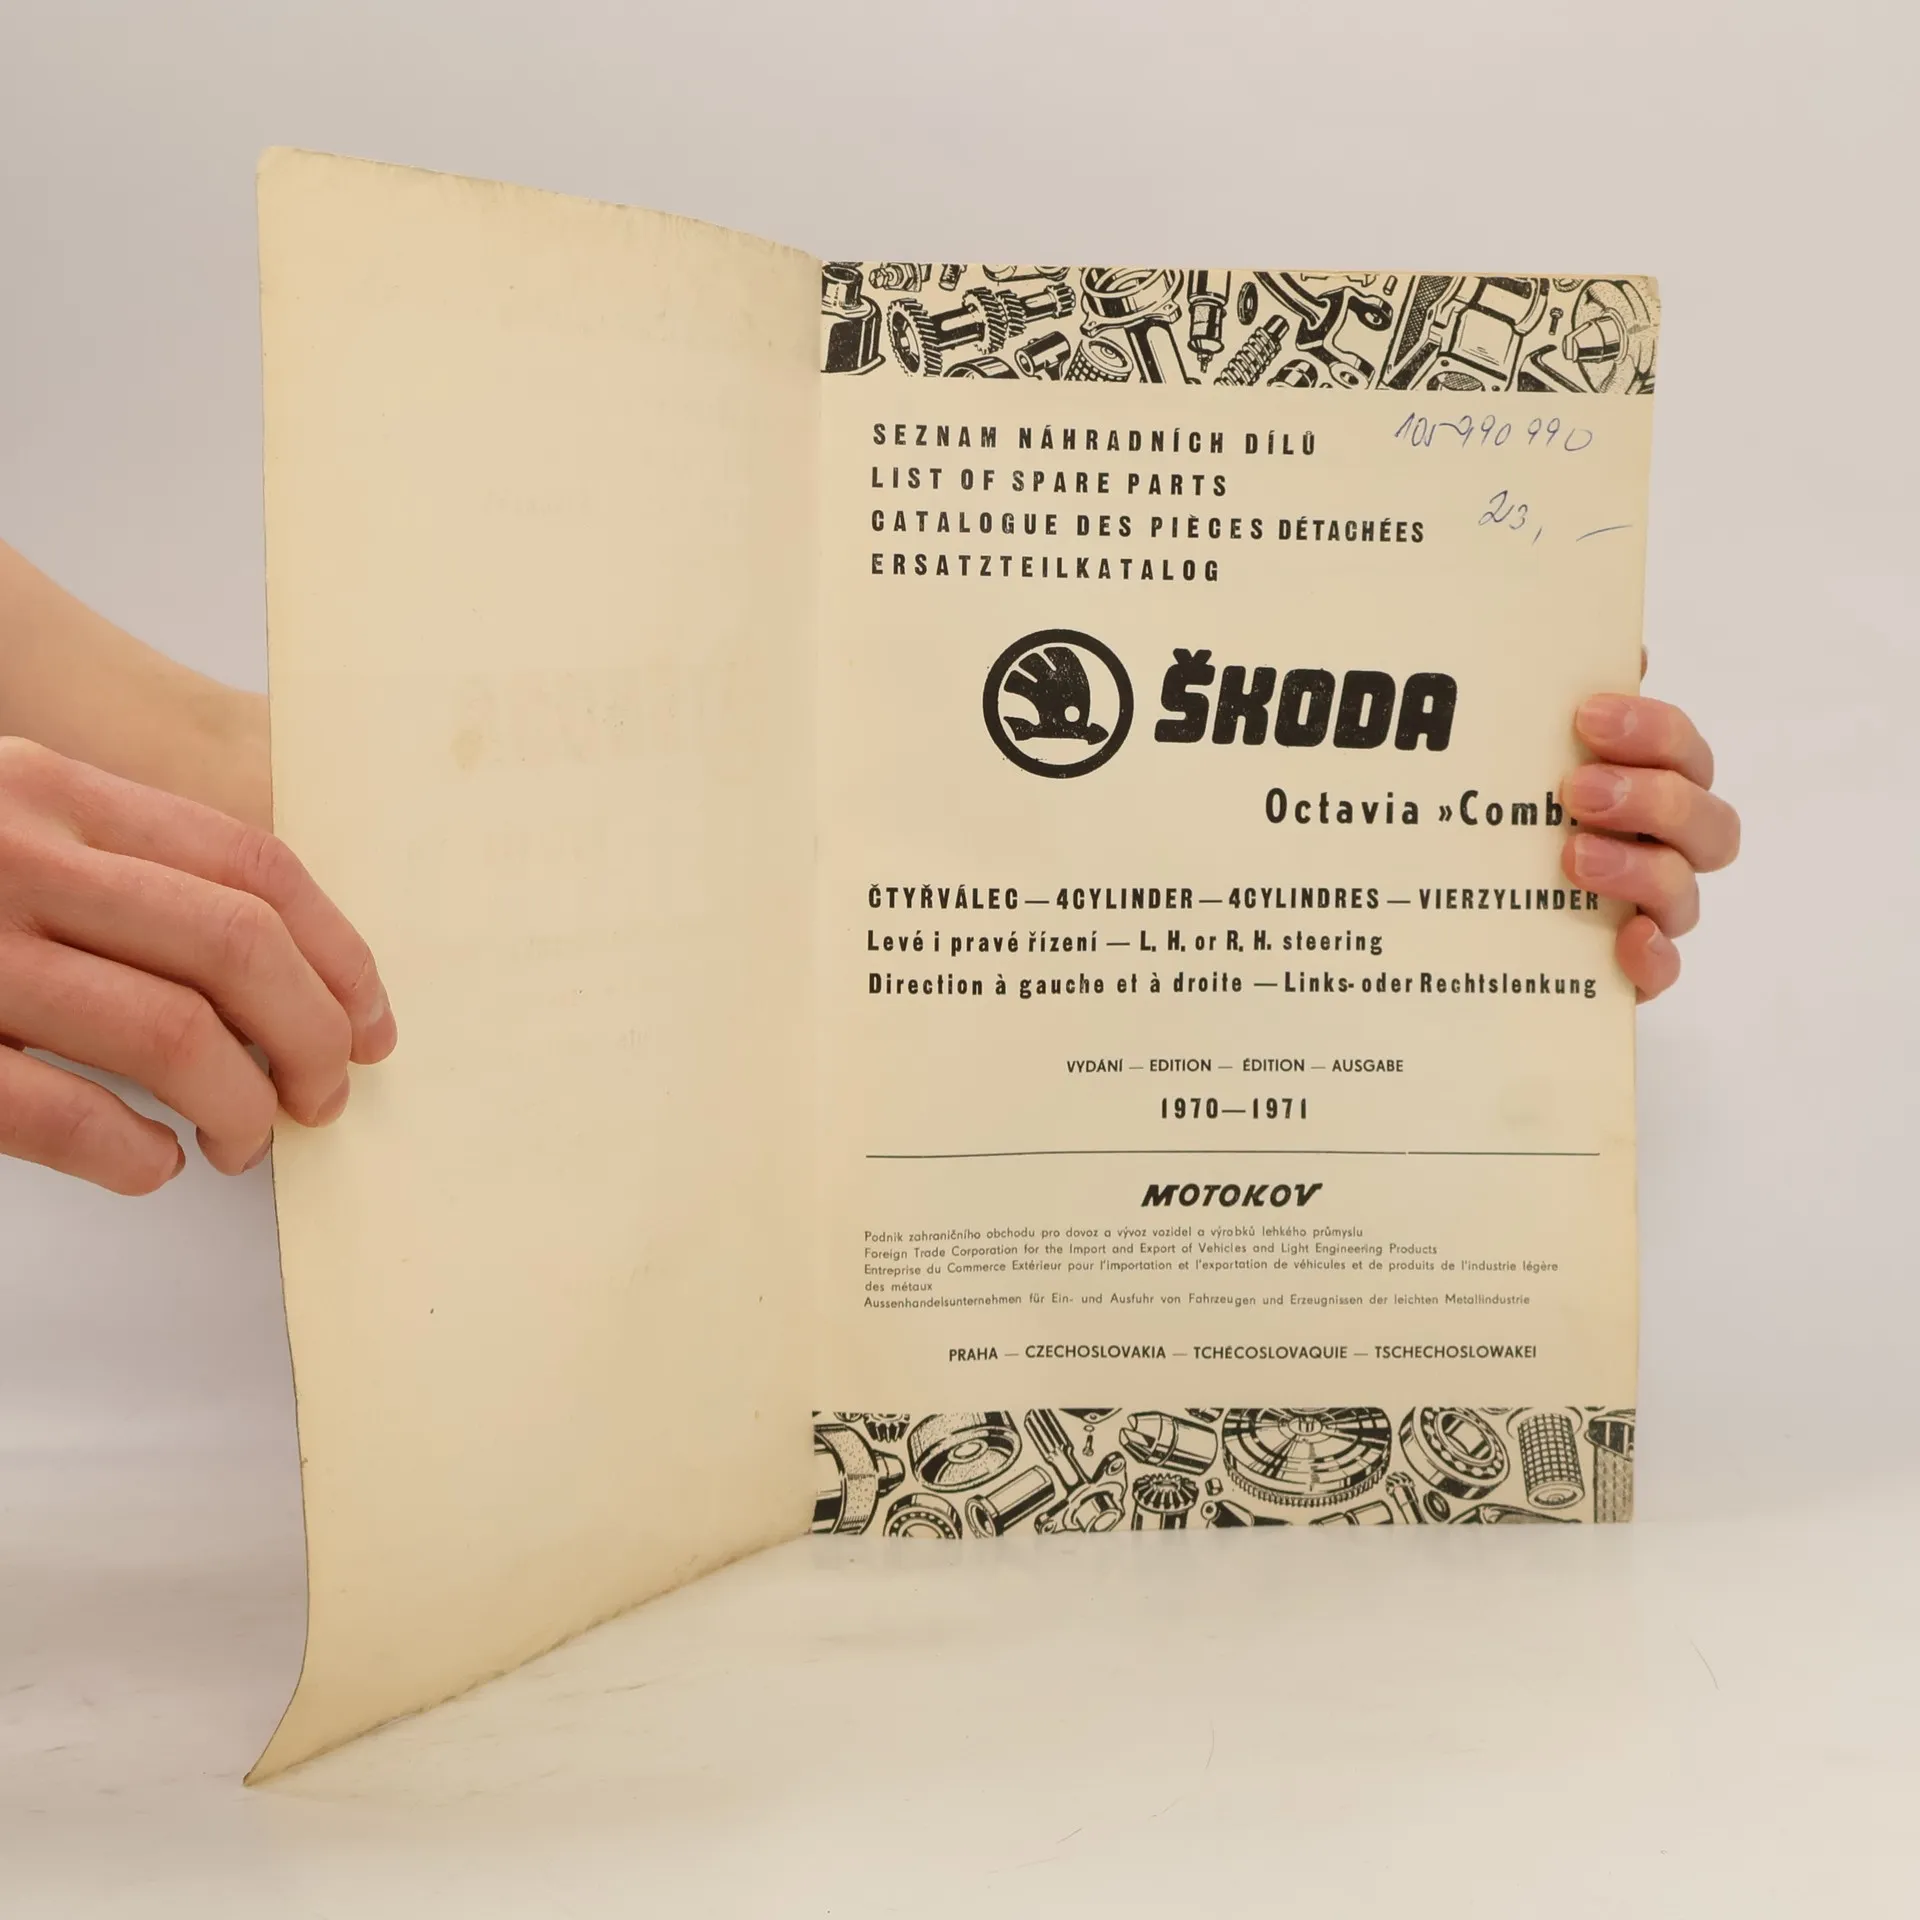 SEZNAM NÁHRADNÍCH DÍLŮ
LIST OF SPARE PARTS
CATALOGUE DES PIÈCES DÉTACHÉES
ERSATZTEILKATALOG
990 990
23,—
ŠKODA
Octavia »Comb
ČTYŘVÁLEC — 4CYLINDER — 4CYLINDRES — VIERZYLINDER
Levé i pravé řízení — L. H. or R. H. steering
Direction à gauche et à droite — Links- oder Rechtslenkung
VYDÁNÍ — EDITION — ÉDITION — AUSGABE
1970—1971
MOTOKOV
Podnik zahraničního obchodu pro dovoz a vývoz vozidel a výrobků lehkého průmyslu
Foreign Trade Corporation for the Import and Export of Vehicles and Light Engineering Products
Entreprise du Commerce Extérieur pour l'importation et l'exportation de véhicules et de produits de l'industrie légère
des métaux
Aussenhandelsunternehmen für Ein- und Ausfuhr von Fahrzeugen und Erzeugnissen der leichten Metallindustrie
PRAHA — CZECHOSLOVAKIA — TCHÉCOSLOVAQUIE — TSCHECHOSLOWAKEI